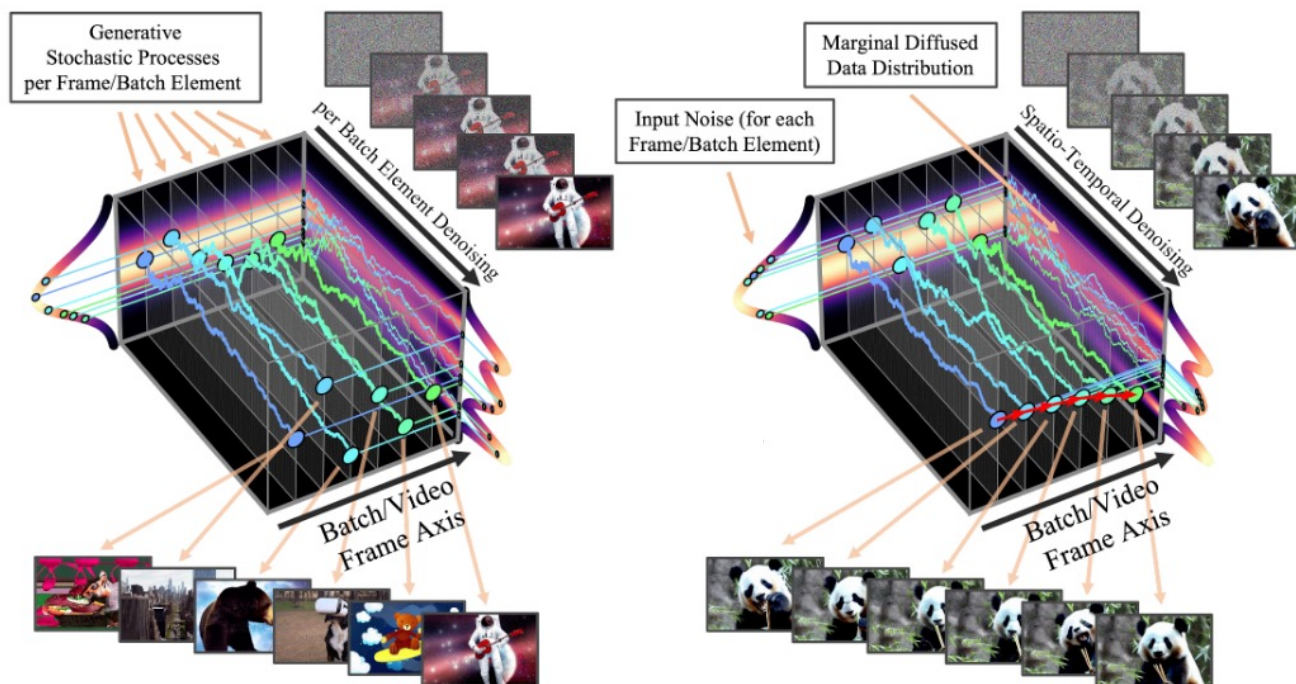 Generative
Stochastic Processes
per Frame/Batch Element
per Batch Element Denoising
Batch/Video
Frame Axis
Input Noise (for each
Frame/Batch Element)
Marginal Diffused
Data Distribution
Spatio-Temporal Denoising
Batch/Video
Frame Axis